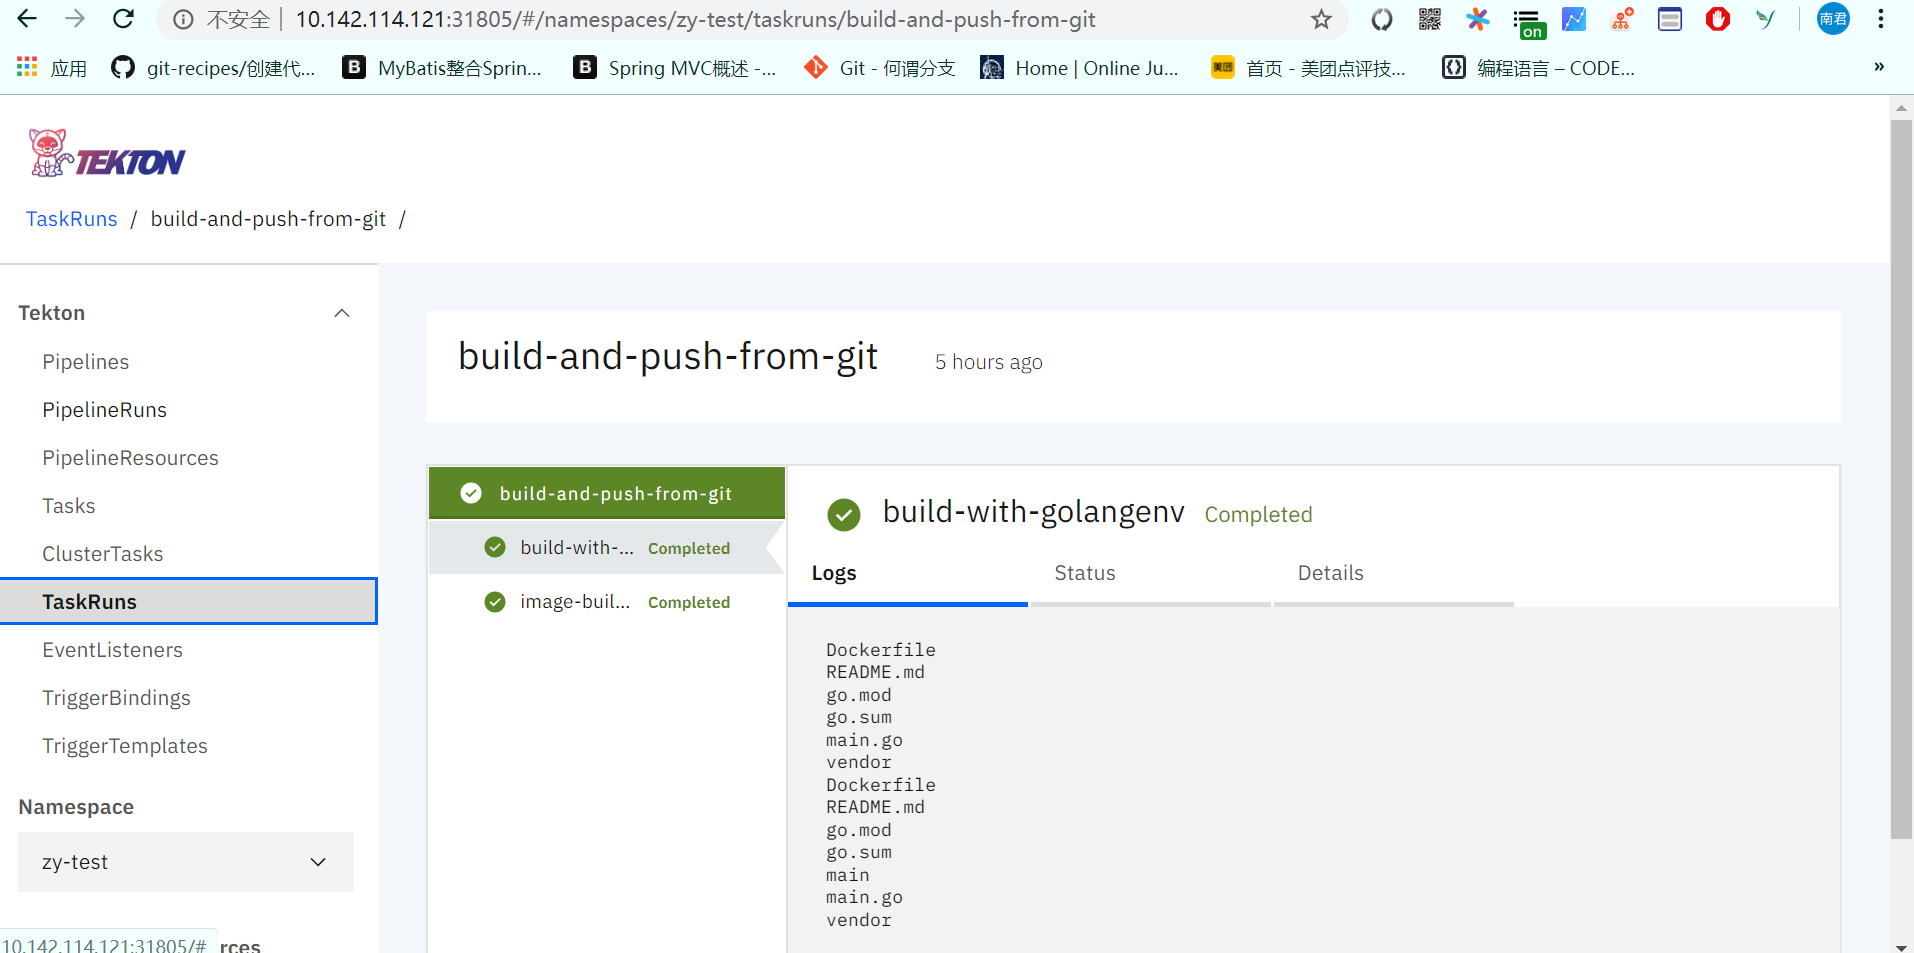 不安全 | 10.142.114.121:31805/#/namespaces/zy-test/taskruns/build-and-push-from-git
on
南君
应用
git-recipes/创建代...
B
MyBatis整合Sprin...
B
Spring MVC概述 -...
Git - 何谓分支
Home | Online Ju...
美团
首页 - 美团点评技...
编程语言 – CODE...
»
TEKTON
TaskRuns / build-and-push-from-git /
Tekton
Pipelines
PipelineRuns
PipelineResources
Tasks
ClusterTasks
TaskRuns
EventListeners
TriggerBindings
TriggerTemplates
Namespace
zy-test
10.142.114.121:31805/#
rces
build-and-push-from-git 5 hours ago
build-and-push-from-git
build-with-... Completed
image-buil... Completed
build-with-golangenv Completed
Logs Status Details
Dockerfile
README.md
go.mod
go.sum
main.go
vendor
Dockerfile
README.md
go.mod
go.sum
main
main.go
vendor